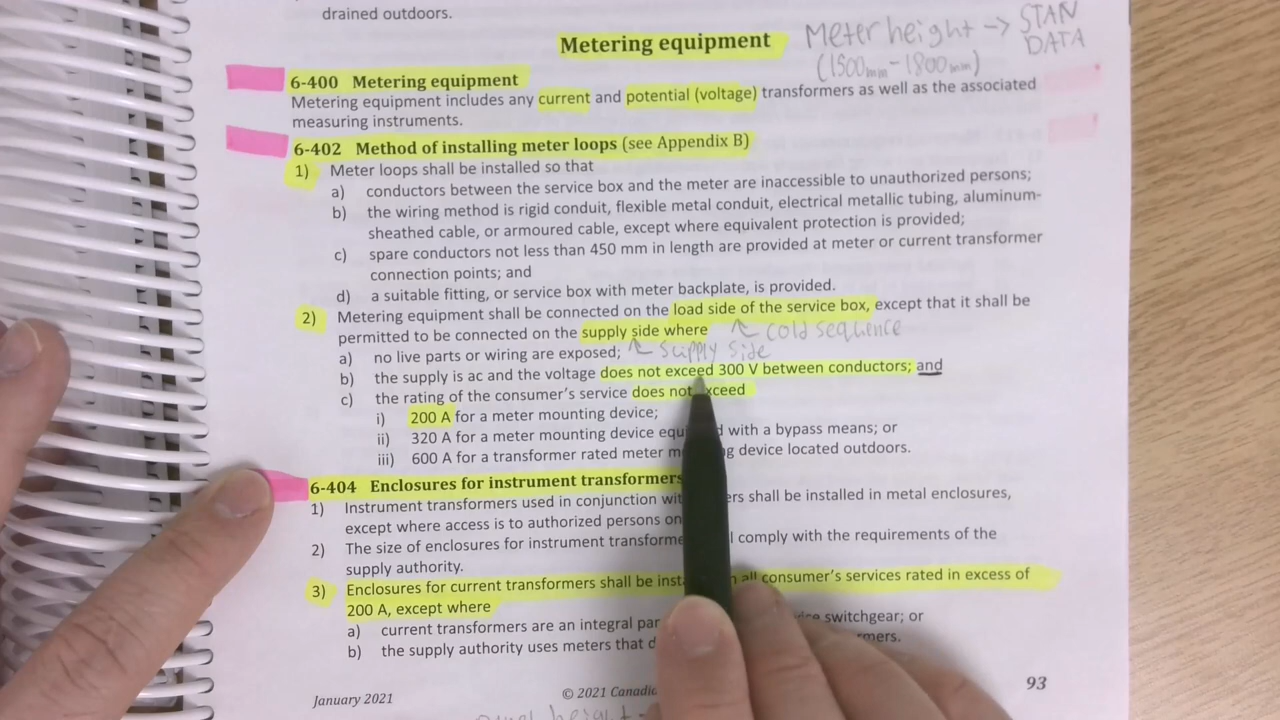 drained outdoors.
Metering equipment
Meter height → STAN
DATA
(1500mm - 1800mm)
6-400 Metering equipment
Metering equipment includes any current and potential (voltage) transformers as well as the associated
measuring instruments.
6-402 Method of installing meter loops (see Appendix B)
1) Meter loops shall be installed so that
a) conductors between the service box and the meter are inaccessible to unauthorized persons;
b) the wiring method is rigid conduit, flexible metal conduit, electrical metallic tubing, aluminum-
sheathed cable, or armoured cable, except where equivalent protection is provided;
c) spare conductors not less than 450 mm in length are provided at meter or current transformer
connection points; and
d) a suitable fitting, or service box with meter backplate, is provided.
2) Metering equipment shall be connected on the load side of the service box, except that it shall be
permitted to be connected on the supply side where
cold sequence
a) no live parts or wiring are exposed;
supply side
b) the supply is ac and the voltage does not exceed 300 V between conductors; and
c) the rating of the consumer's service does not exceed
i) 200 A for a meter mounting device;
ii) 320 A for a meter mounting device with a bypass means; or
iii) 600 A for a transformer rated meter device located outdoors.
6-404 Enclosures for instrument transformers
1) Instrument transformers used in conjunction shall be installed in metal enclosures,
except where access is to authorized persons
2) The size of enclosures for instrument comply with the requirements of the
supply authority.
3) Enclosures for current transformers shall be all consumer's services rated in excess of
200 A, except where
a) current transformers are an integral switchgear; or
b) the supply authority uses meters that
January 2021
© 2021
93